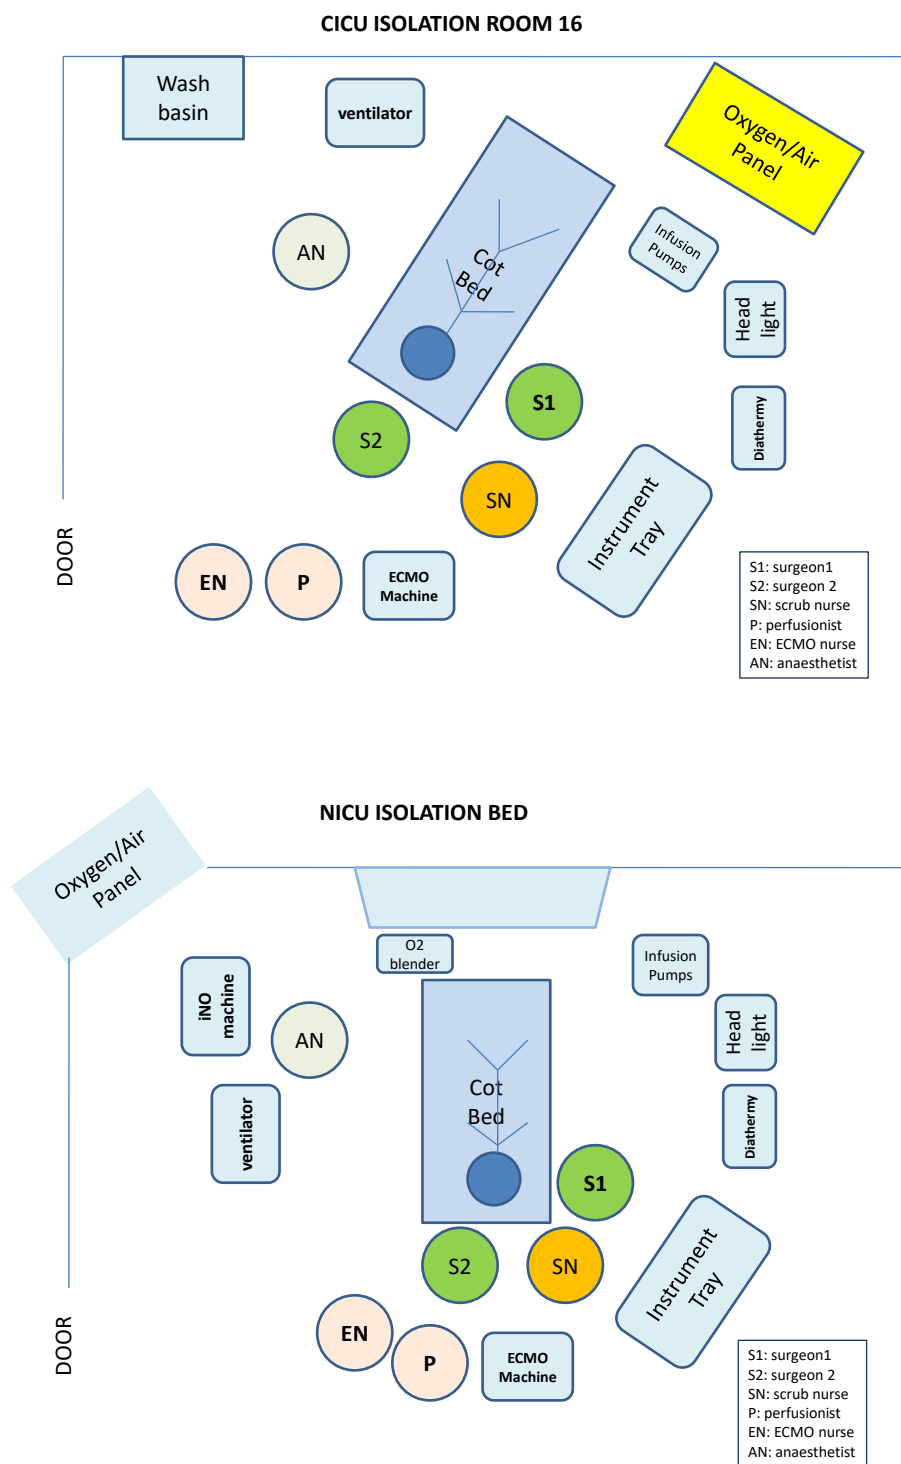 CICU ISOLATION ROOM 16
Wash
basin
ventilator
Oxygen/Air
Panel
AN
Infusion
Pumps
Cot
Bed
Head
light
S1
S2
Diathermy
SN
Instrument
Tray
DOOR
EN
P
ECMO
Machine
S1: surgeon1
S2: surgeon 2
SN: scrub nurse
P: perfusionist
EN: ECMO nurse
AN: anaesthetist
NICU ISOLATION BED
Oxygen/Air
Panel
O2
blender
Infusion
Pumps
iNO
machine
AN
Head
light
Cot
Bed
ventilator
Diathermy
S1
S2
SN
Instrument
Tray
DOOR
EN
P
ECMO
Machine
S1: surgeon1
S2: surgeon 2
SN: scrub nurse
P: perfusionist
EN: ECMO nurse
AN: anaesthetist